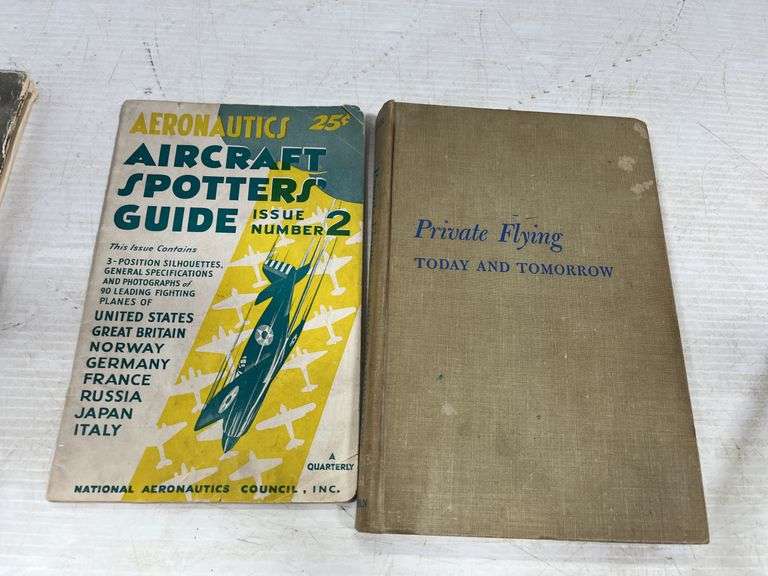 AERONAUTICS 25¢
AIRCRAFT
SPOTTERS'
GUIDE ISSUE
NUMBER 2
This Issue Contains
3-POSITION SILHOUETTES,
GENERAL SPECIFICATIONS
AND PHOTOGRAPHS of
90 LEADING FIGHTING
PLANES OF
UNITED STATES
GREAT BRITAIN
NORWAY
GERMANY
FRANCE
RUSSIA
JAPAN
ITALY
A
QUARTERLY
NATIONAL AERONAUTICS COUNCIL, INC.
Private Flying
TODAY AND TOMORROW